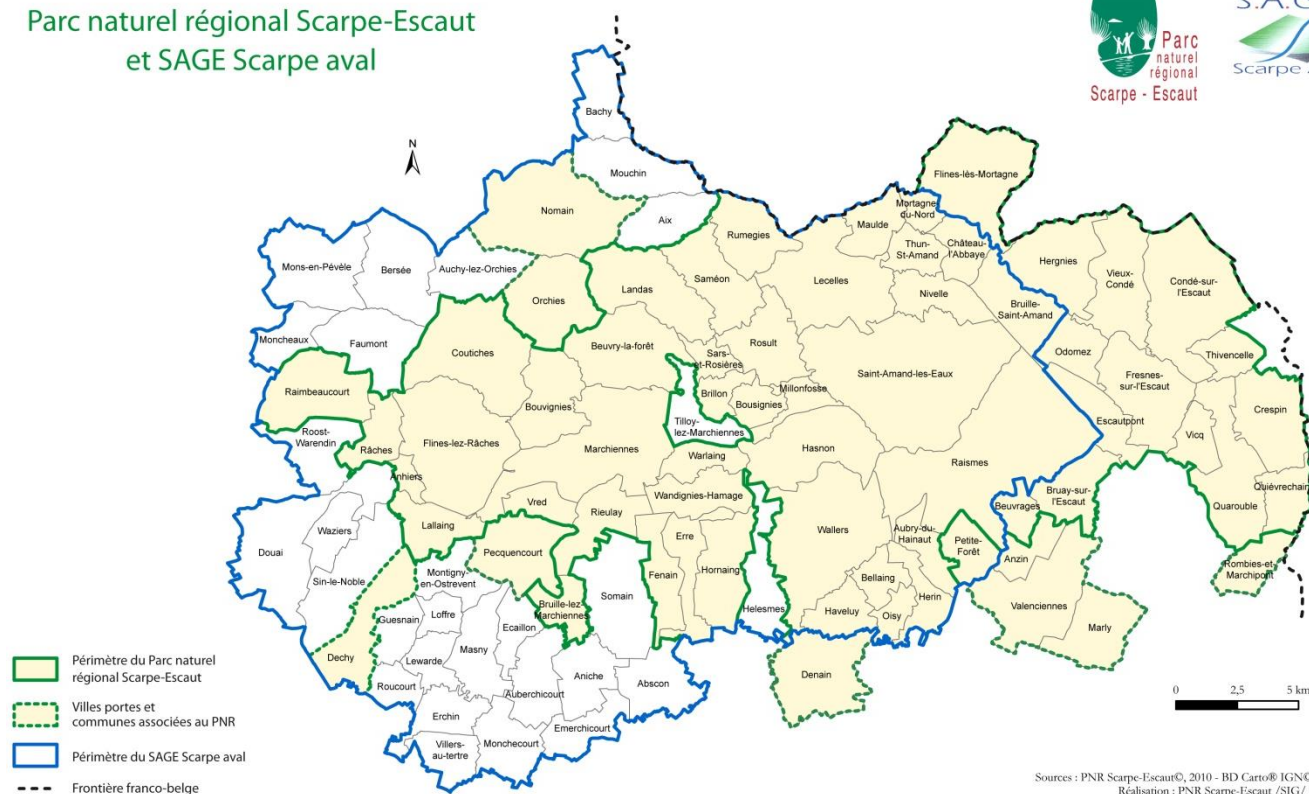 Parc naturel régional Scarpe-Escaut
et SAGE Scarpe aval
Parc
naturel
régional
Scarpe - Escaut
Scarpe
N
Bachy
Mouchin
Aix
Nomain
Flines-lès-Mortagne
Mortagne
du-Nord
Maulde
Rumegies
Thun-
St-Amand
Château-
l'Abbaye
Mons-en-Pévèle
Bersée
Auchy-lez-Orchies
Orchies
Landas
Saméon
Lecelles
Nivelle
Bruille-
Saint-Amand
Hergnies
Vieux-
Condé
Condé-sur-
l'Escaut
Moncheaux
Faumont
Coutiches
Beuvry-la-forêt
Sars-
et-Rosières
Rosult
Odomez
Thivencelle
Raimbeaucourt
Bouvignies
Brillon
Bousignies
Millonfosse
Saint-Amand-les-Eaux
Fresnes-
sur-l'Escaut
Crespin
Roost-
Warendin
Râches
Flines-lez-Râches
Marchiennes
Tilloy-
lez-Marchiennes
Warlaing
Hasnon
Raismes
Escautpont
Vicq
Anhiers
Lallaing
Vred
Rieulay
Wandignies-Hamage
Wallers
Aubry-du-
Hainaut
Petite-
Forêt
Beuvrages
Bruay-sur-
l'Escaut
Quarouble
Quiévrechain
Douai
Waziers
Sin-le-Noble
Pecquencourt
Erre
Hornaing
Fenain
Bellaing
Anzin
Rombies-et-
Marchipont
Montigny-
en-Ostrevent
Bruille-lez-
Marchiennes
Somain
Helesmes
Haveluy
Oisy
Herin
Valenciennes
Marly
Dechy
Guesnain
Loffre
Ecaillon
Lewarde
Masny
Roucourt
Auberchicourt
Aniche
Abscon
Denain
Erchin
Villers-
au-tertre
Monchecourt
Emerchicourt
Périmètre du Parc naturel
régional Scarpe-Escaut
Villes portes et
communes associées au PNR
Périmètre du SAGE Scarpe aval
Frontière franco-belge
0 2,5 5 km
Sources : PNR Scarpe-Escaut©, 2010 - BD Carto® IGN©
Réalisation : PNR Scarpe-Escaut /SIG/